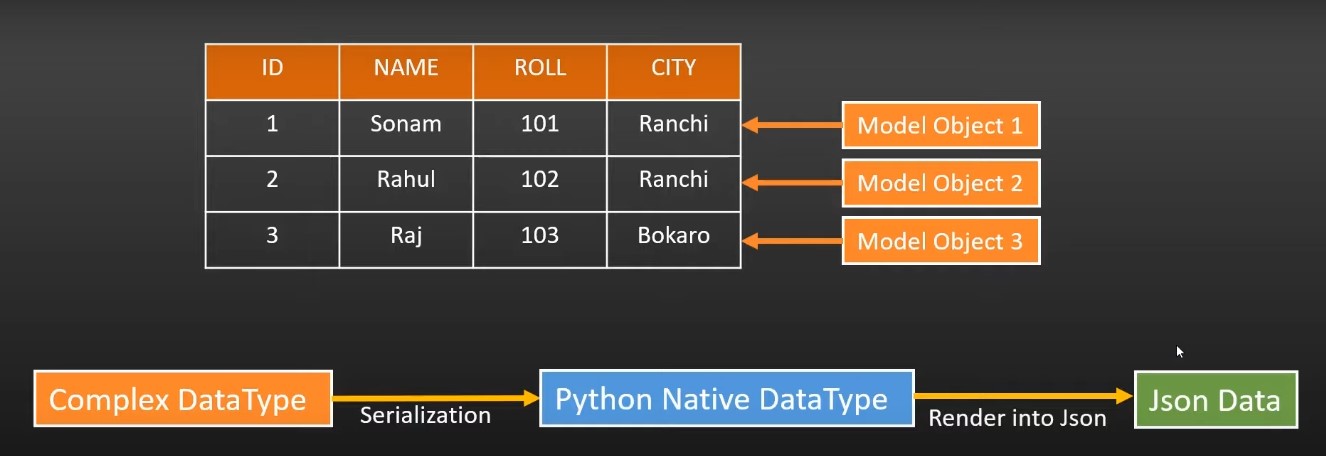 ID NAME ROLL CITY
1 Sonam 101 Ranchi
Model Object 1
2 Rahul 102 Ranchi
Model Object 2
3 Raj 103 Bokaro
Model Object 3
Complex DataType
Serialization
Python Native DataType
Render into Json
Json Data